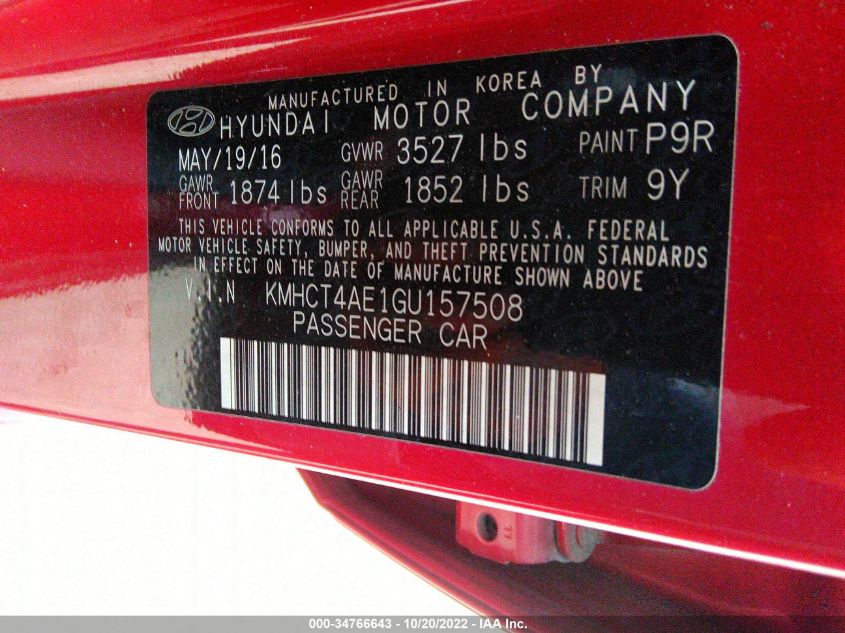 MANUFACTURED IN KOREA BY
HYUNDAI MOTOR COMPANY
MAY/19/16 GVWR 3527 lbs PAINT P9R
GAWR FRONT 1874 lbs GAWR REAR 1852 lbs TRIM 9Y
THIS VEHICLE CONFORMS TO ALL APPLICABLE U.S.A. FEDERAL
MOTOR VEHICLE SAFETY, BUMPER, AND THEFT PREVENTION STANDARDS
IN EFFECT ON THE DATE OF MANUFACTURE SHOWN ABOVE
V.I.N KMHCT4AE1GU157508
PASSENGER CAR
11
000-34766643 - 10/20/2022 - IAA Inc.